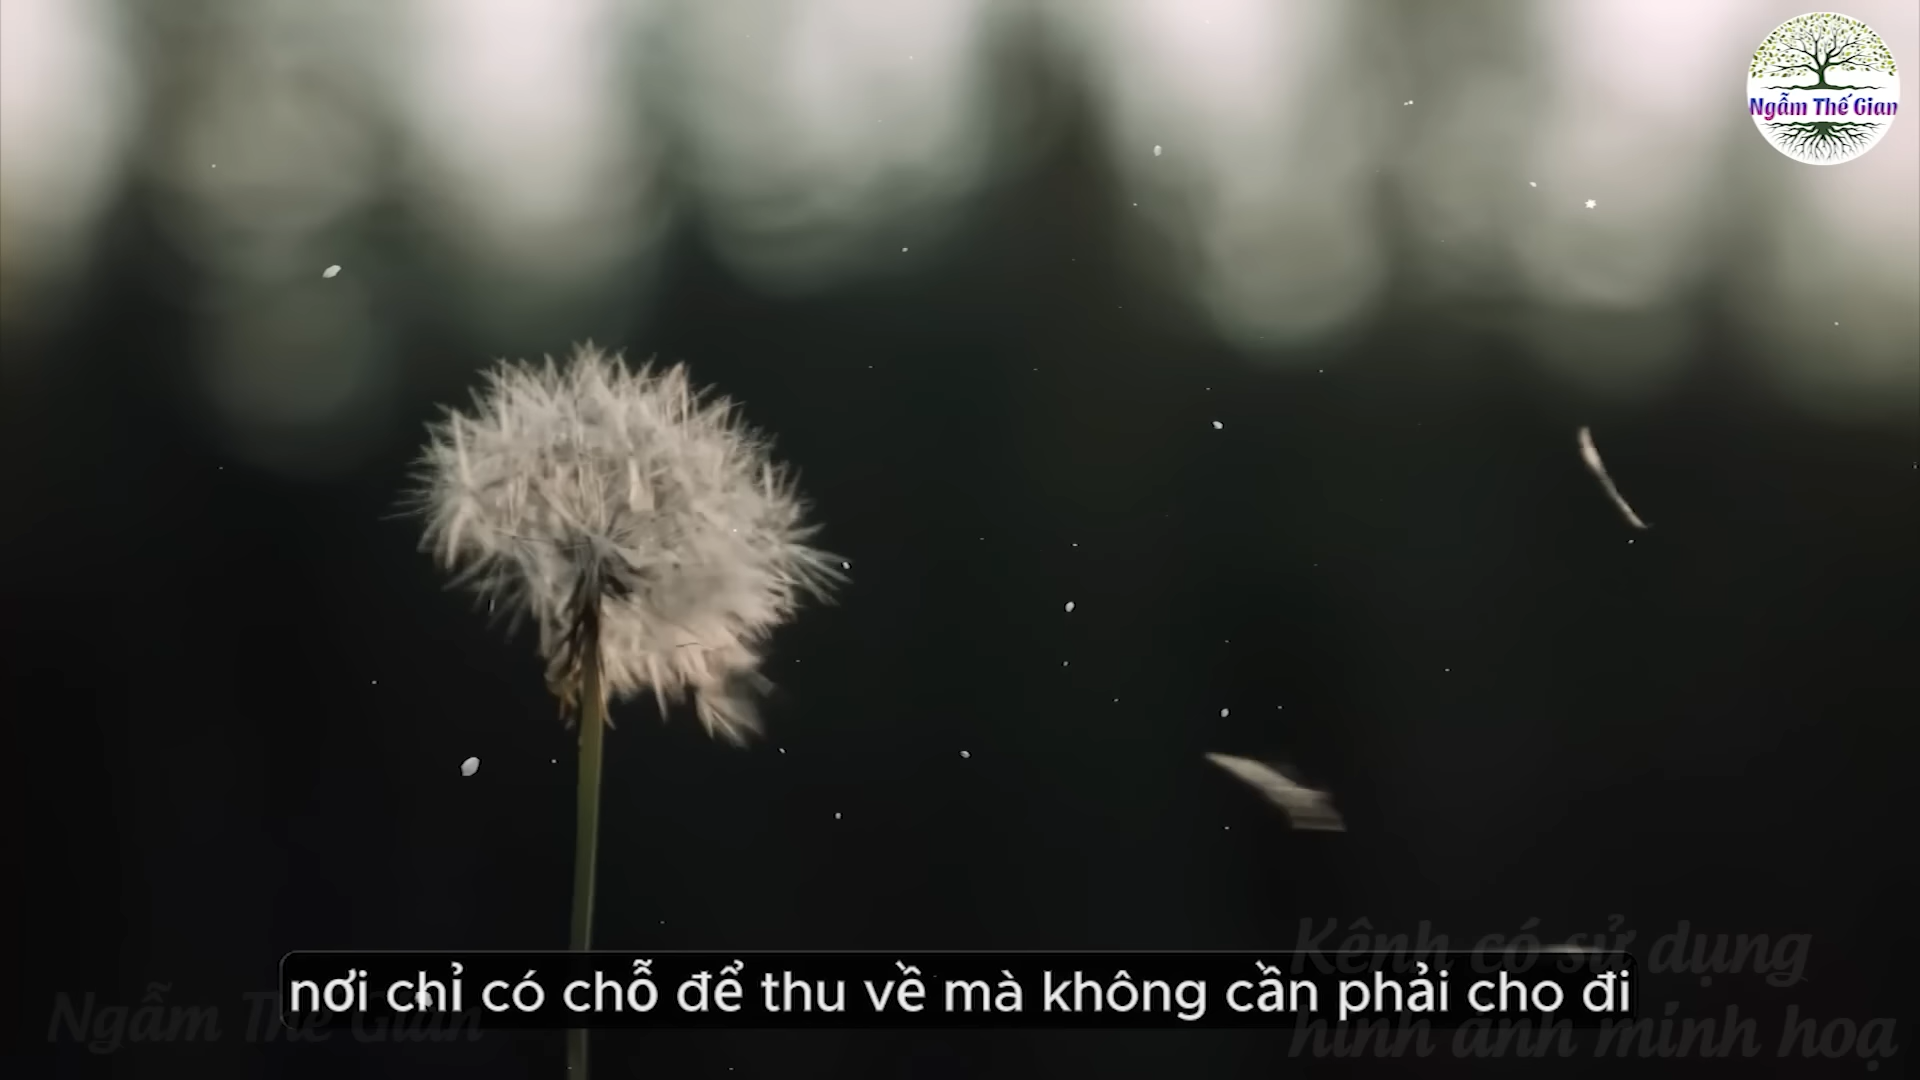 Ngẫm Thế Gian
Kênh có sử dụng
nơi chỉ có chỗ để thu về mà không cần phải cho đi
Ngẫm Thế Gian
hình ảnh minh hoạ